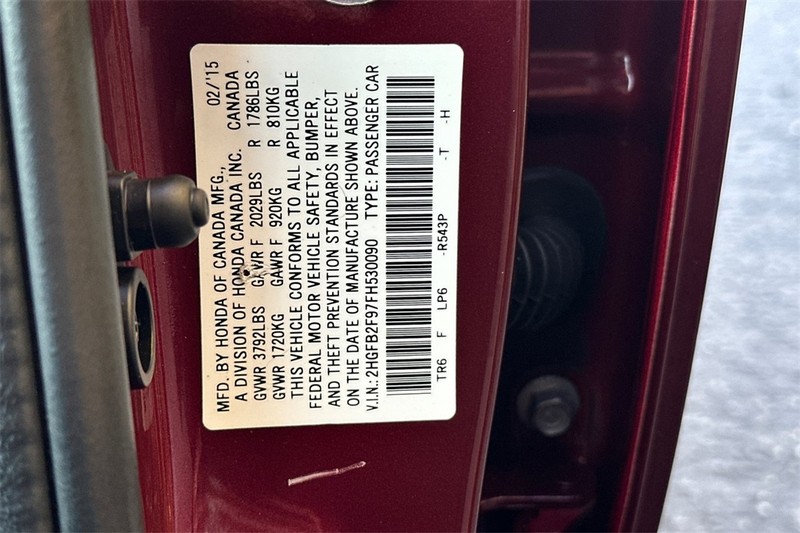 MFD. BY HONDA OF CANADA MFG., 02/'15
A DIVISION OF HONDA CANADA INC. CANADA
GVWR 3792LBS GAWR F 2029LBS R 1786LBS
GVWR 1720KG GAWR F 920KG R 810KG
THIS VEHICLE CONFORMS TO ALL APPLICABLE
FEDERAL MOTOR VEHICLE SAFETY, BUMPER,
AND THEFT PREVENTION STANDARDS IN EFFECT
ON THE DATE OF MANUFACTURE SHOWN ABOVE.
V.I.N.: 2HGFB2F97FH530090 TYPE: PASSENGER CAR
TR6 F LP6 -R543P -T -H